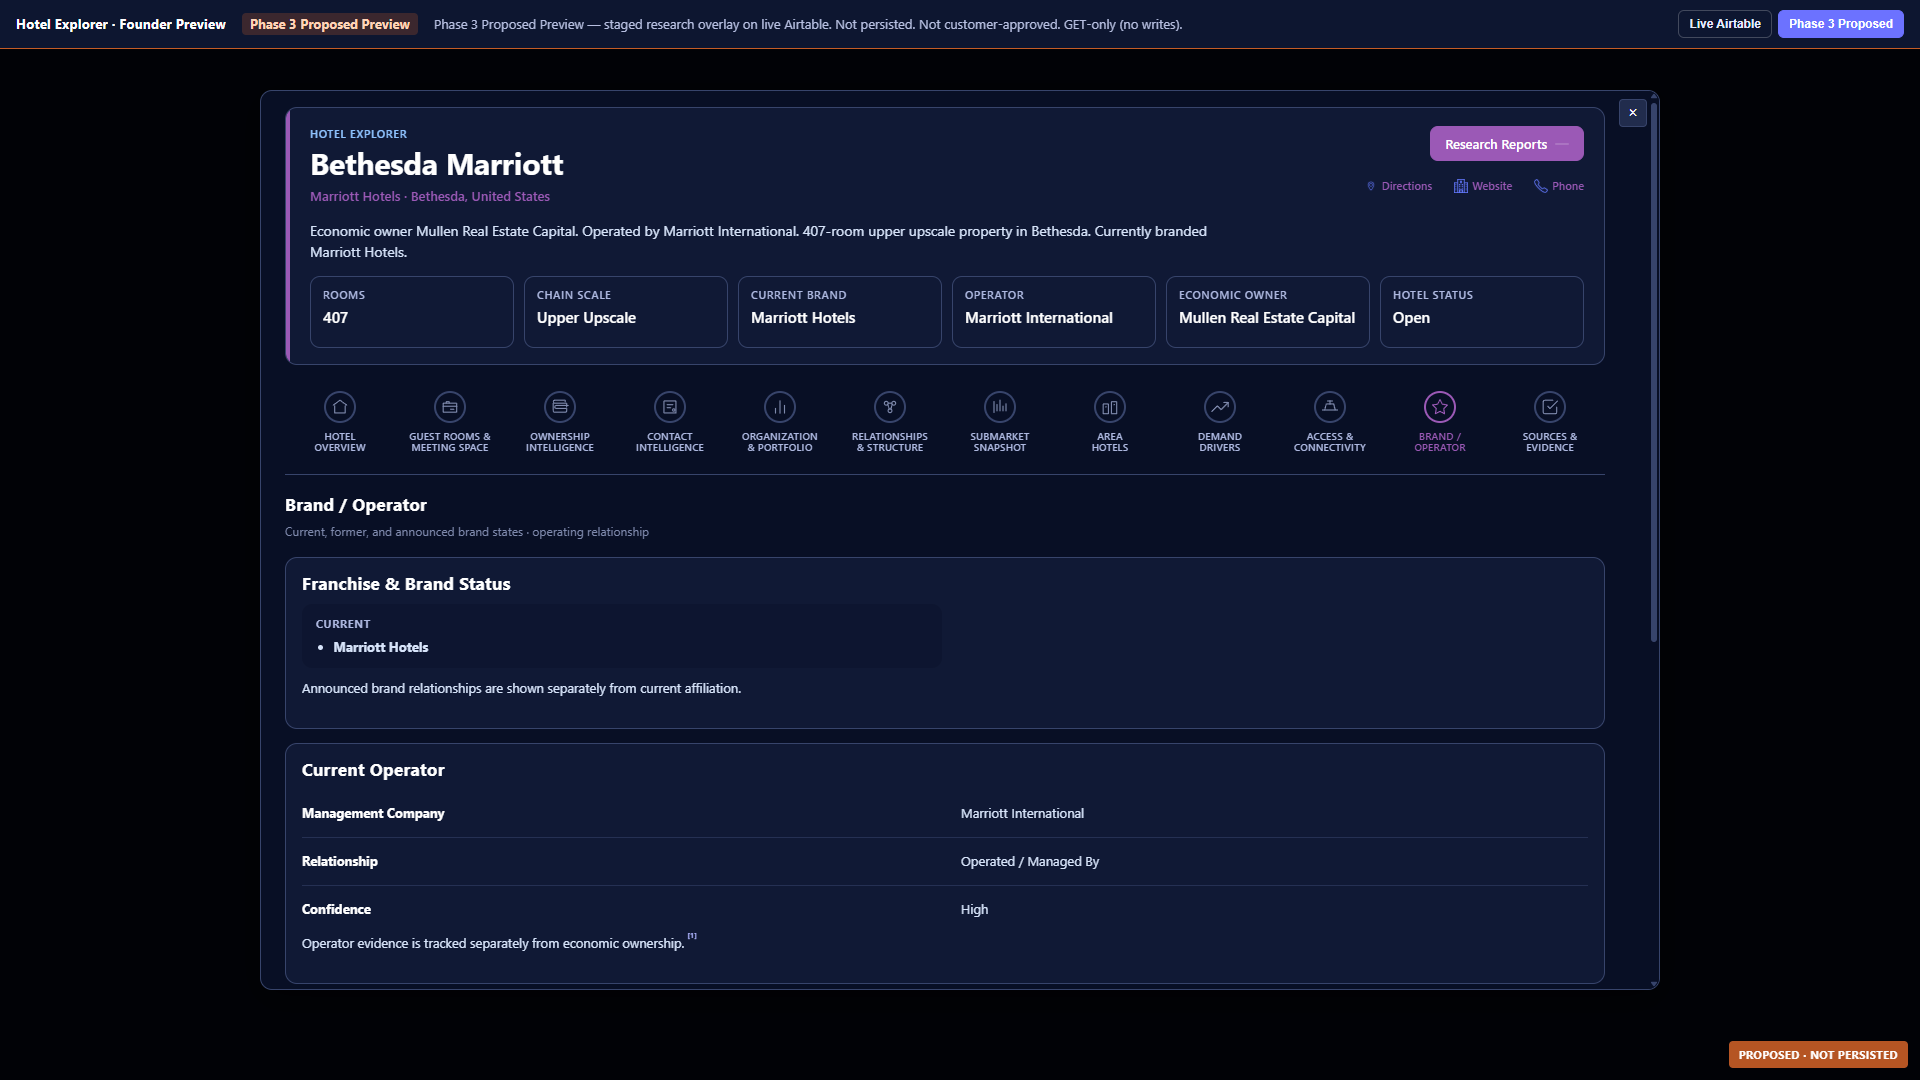 Hotel Explorer · Founder Preview
Phase 3 Proposed Preview
Phase 3 Proposed Preview — staged research overlay on live Airtable. Not persisted. Not customer-approved. GET-only (no writes).
Live Airtable
Phase 3 Proposed
×
HOTEL EXPLORER
Bethesda Marriott
Marriott Hotels · Bethesda, United States
Research Reports —
Directions
Website
Phone
Economic owner Mullen Real Estate Capital. Operated by Marriott International. 407-room upper upscale property in Bethesda. Currently branded
Marriott Hotels.
ROOMS
407
CHAIN SCALE
Upper Upscale
CURRENT BRAND
Marriott Hotels
OPERATOR
Marriott International
ECONOMIC OWNER
Mullen Real Estate Capital
HOTEL STATUS
Open
HOTEL
OVERVIEW
GUEST ROOMS &
MEETING SPACE
OWNERSHIP
INTELLIGENCE
CONTACT
INTELLIGENCE
ORGANIZATION
& PORTFOLIO
RELATIONSHIPS
& STRUCTURE
SUBMARKET
SNAPSHOT
AREA
HOTELS
DEMAND
DRIVERS
ACCESS &
CONNECTIVITY
BRAND /
OPERATOR
SOURCES &
EVIDENCE
Brand / Operator
Current, former, and announced brand states · operating relationship
Franchise & Brand Status
CURRENT
• Marriott Hotels
Announced brand relationships are shown separately from current affiliation.
Current Operator
Management Company
Marriott International
Relationship
Operated / Managed By
Confidence
High
Operator evidence is tracked separately from economic ownership. [1]
PROPOSED · NOT PERSISTED